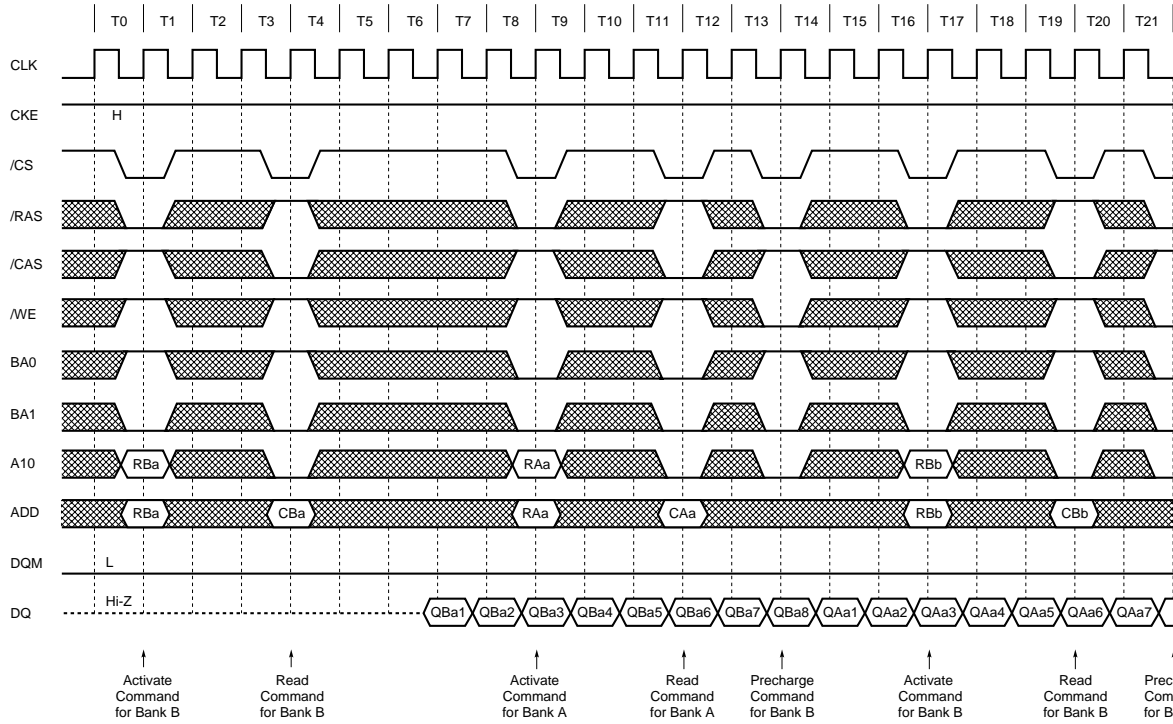 T0 T1 T2 T3 T4 T5 T6 T7 T8 T9 T10 T11 T12 T13 T14 T15 T16 T17 T18 T19 T20 T21
CLK
CKE H
/CS
/RAS
/CAS
/WE
BA0
BA1
A10 RBa RAa RBb
ADD RBa CBa RAa CAa RBb CBb
DQM L
DQ Hi-Z QBa1 QBa2 QBa3 QBa4 QBa5 QBa6 QBa7 QBa8 QAa1 QAa2 QAa3 QAa4 QAa5 QAa6 QAa7
Activate Read Activate Read Precharge Activate Read Prec
Command Command Command Command Command Command Command Com
for Bank B for Bank B for Bank A for Bank A for Bank B for Bank B for Bank B for B